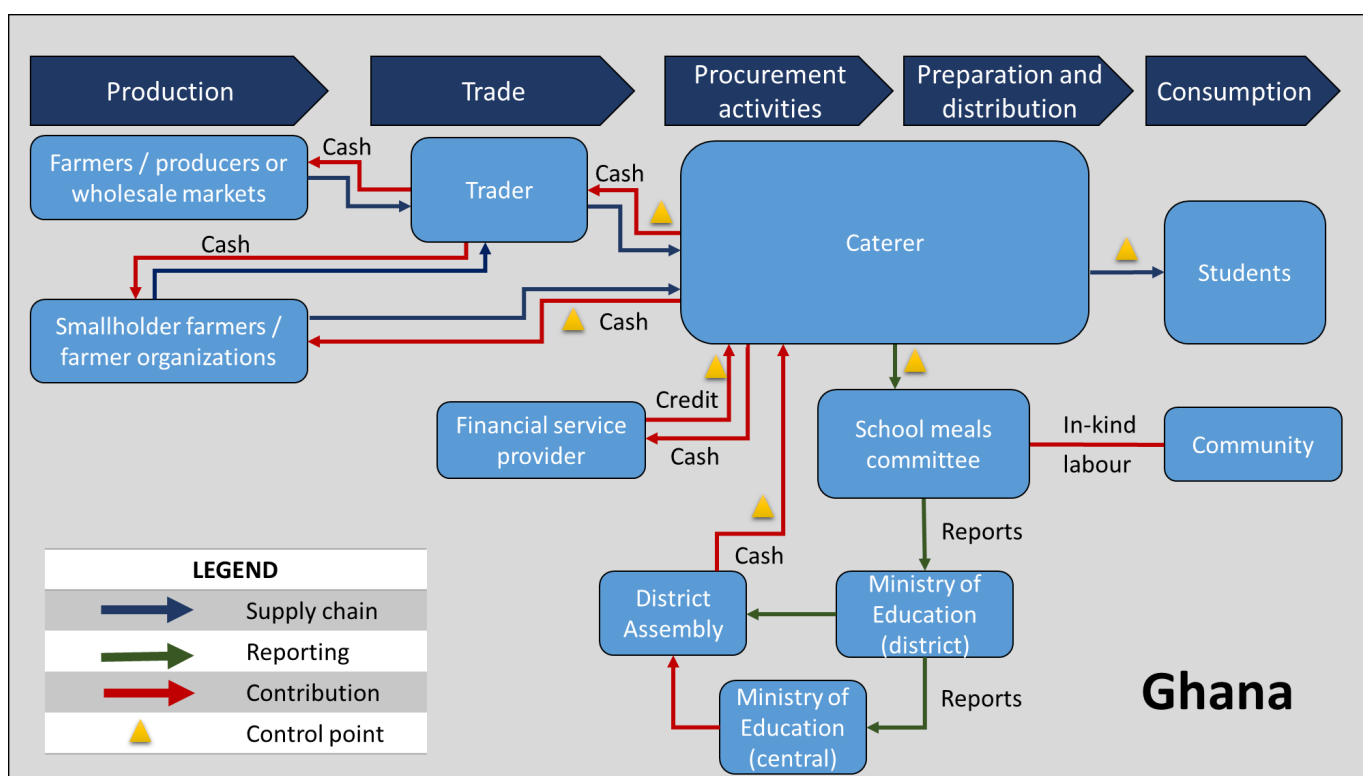 Production
Trade
Procurement
activities
Preparation and
distribution
Consumption
Farmers / producers or
wholesale markets
Cash
Trader
Cash
Caterer
Students
Cash
Smallholder farmers /
farmer organizations
Cash
Financial service
provider
Credit
Cash
School meals
committee
In-kind
labour
Community
Reports
Cash
District
Assembly
Ministry of
Education
(district)
Reports
Ministry of
Education
(central)
Ghana
LEGEND
Supply chain
Reporting
Contribution
Control point